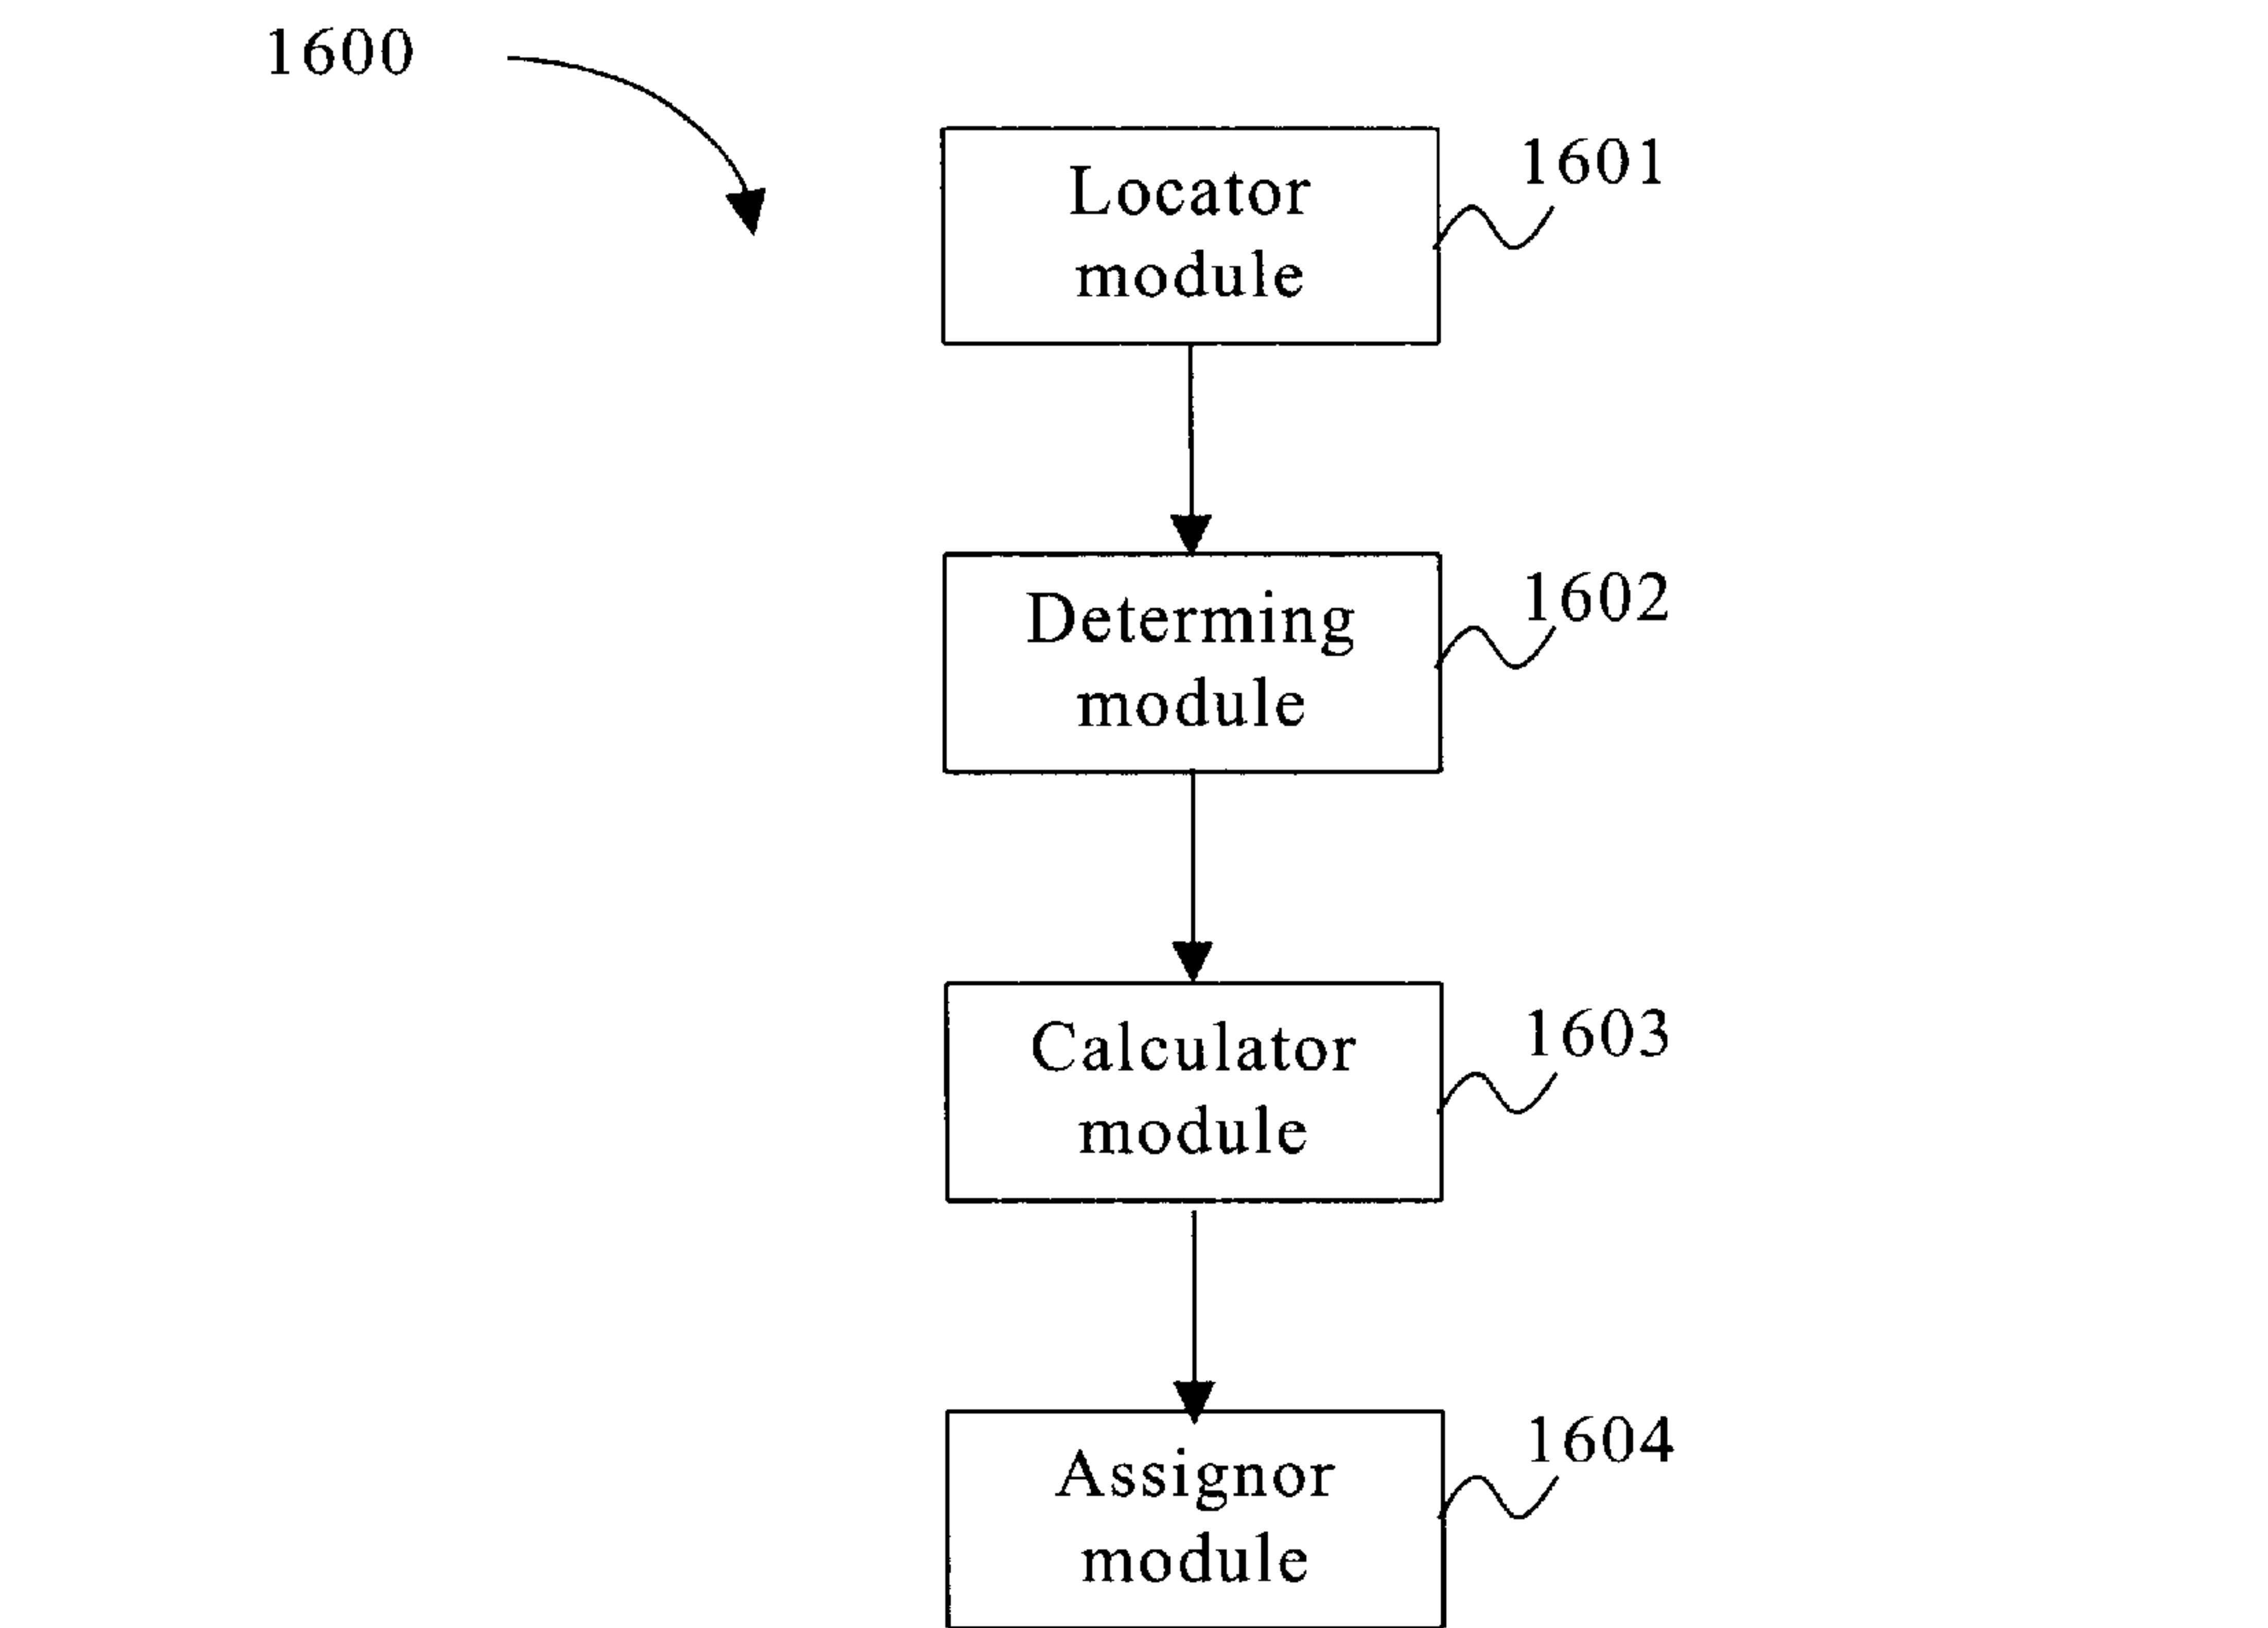 1600
Locator
module
1601
Determing
module
1602
Calculator
module
1603
Assignor
module
1604